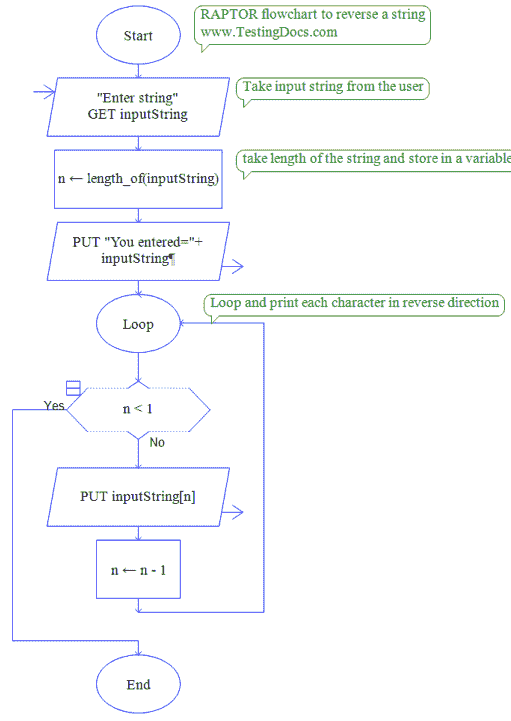 Start
RAPTOR flowchart to reverse a string
www.TestingDocs.com
"Enter string"
GET inputString
Take input string from the user
n ← length_of(inputString)
take length of the string and store in a variable
PUT "You entered="+
inputString¶
Loop and print each character in reverse direction
Loop
n < 1
Yes
No
PUT inputString[n]
n ← n - 1
End